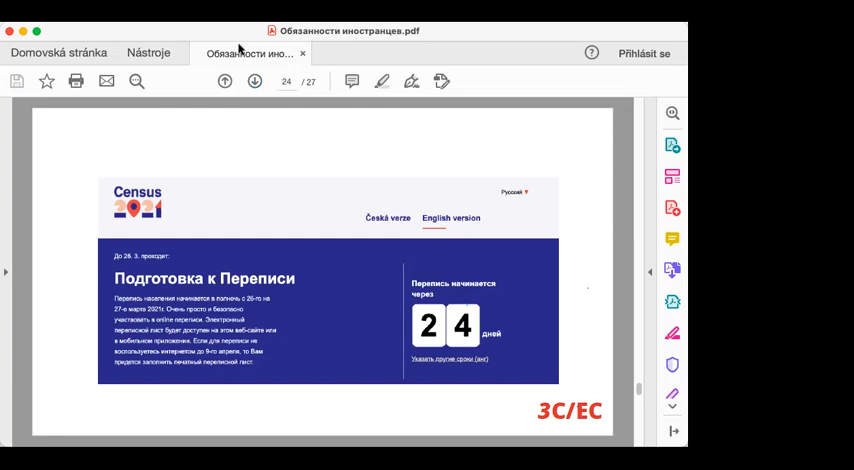 Обязанности иностранцев.pdf
Domovská stránka
Nástroje
Обязанности ино...
Přihlásit se
24 / 27
Census
2021
Русский
Česká verze
English version
До 26. 3. проходит:
Подготовка к Переписи
Перепись населения начинается в полночь с 26-го на
27-е марта 2021г. Очень просто и безопасно
участвовать в online переписи. Электронный
переписной лист будет доступен на этом веб-сайте или
в мобильном приложении. Если для переписи не
воспользуетесь интернетом до 9-го апреля, то Вам
придется заполнить печатный переписной лист.
Перепись начинается
через
24 дней
Указать другие сроки (анг)
3C/EC